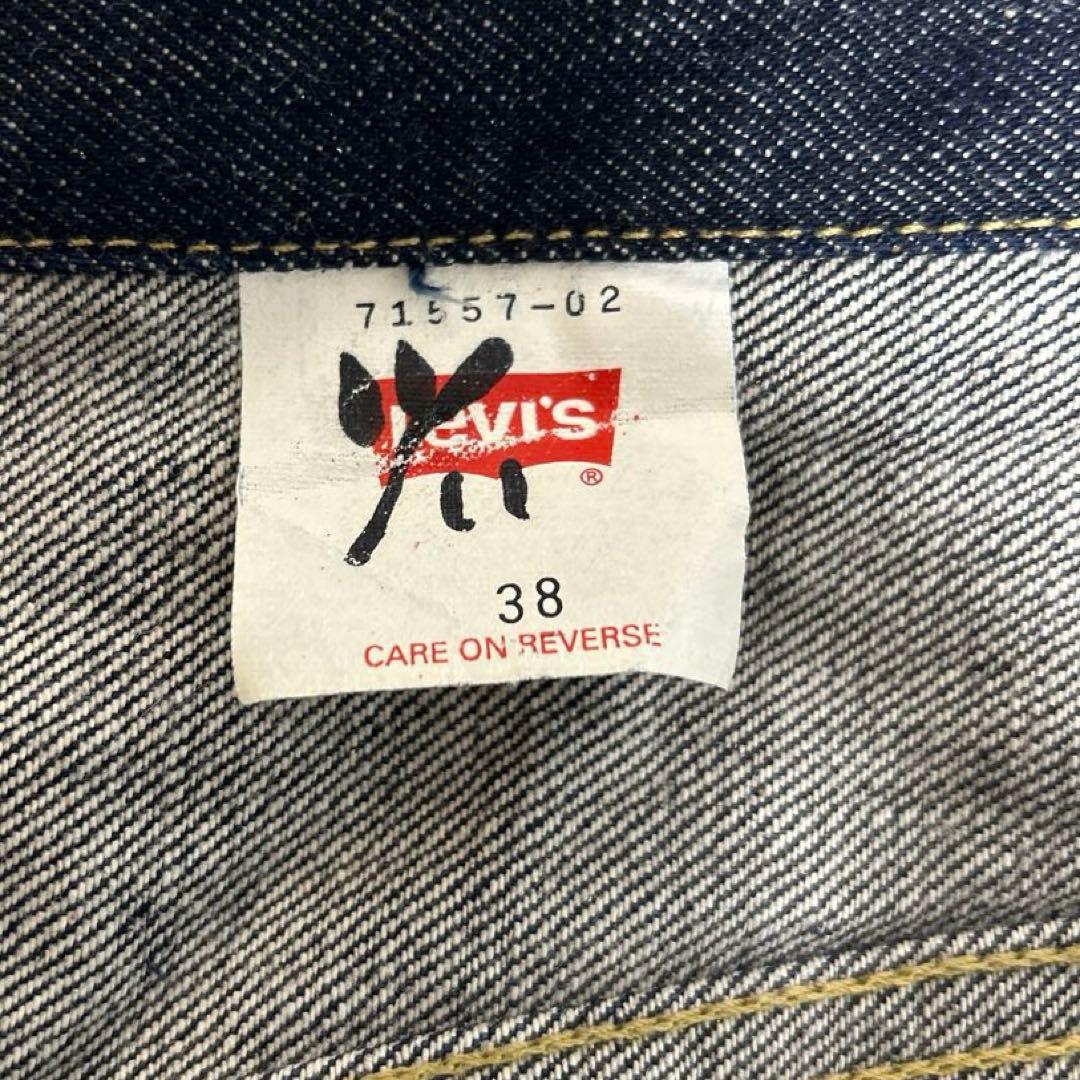 71557-02
Levi's
®
38
CARE ON REVERSE